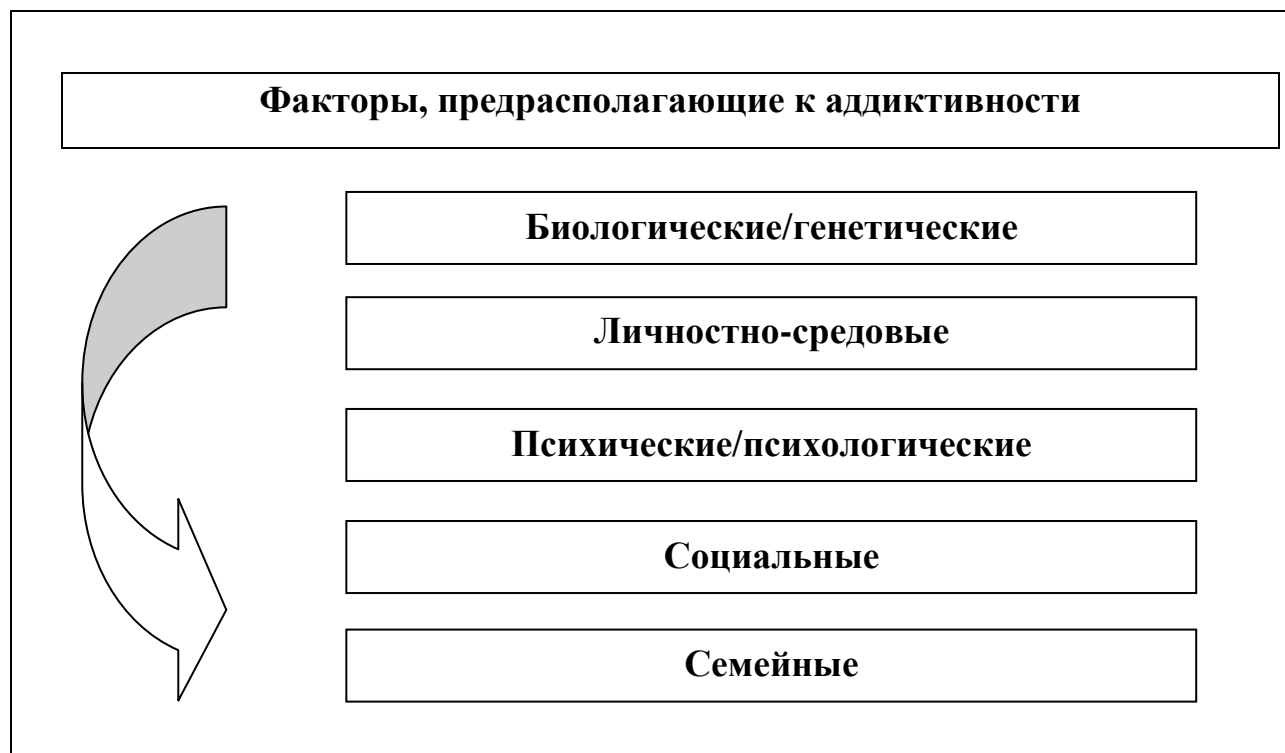 Факторы, предрасполагающие к аддиктивности
Биологические/генетические
Личностно-средовые
Психические/психологические
Социальные
Семейные